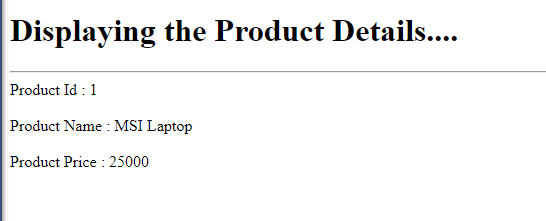 Displaying the Product Details....
Product Id : 1
Product Name : MSI Laptop
Product Price : 25000